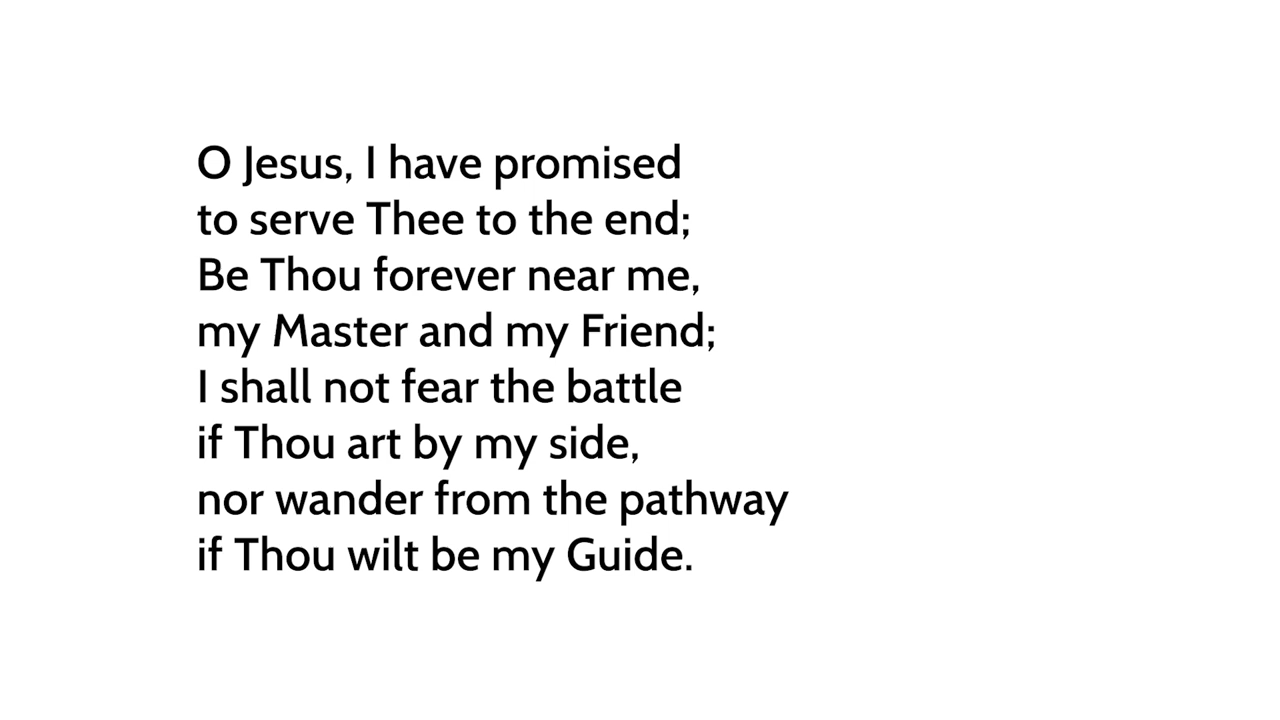 O Jesus, I have promised
to serve Thee to the end;
Be Thou forever near me,
my Master and my Friend;
I shall not fear the battle
if Thou art by my side,
nor wander from the pathway
if Thou wilt be my Guide.